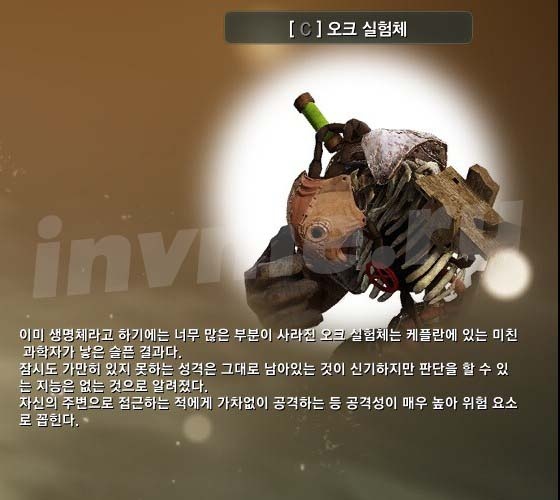 [ C ] 오크 실험체
이미 생명체라고 하기에는 너무 많은 부분이 사라진 오크 실험체는 케플란에 있는 미친
과학자가 낳은 슬픈 결과다.
잠시도 가만히 있지 못하는 성격은 그대로 남아있는 것이 신기하지만 판단을 할 수 있
는 지능은 없는 것으로 알려졌다.
자신의 주변으로 접근하는 적에게 가차없이 공격하는 등 공격성이 매우 높아 위험 요소
로 꼽힌다.